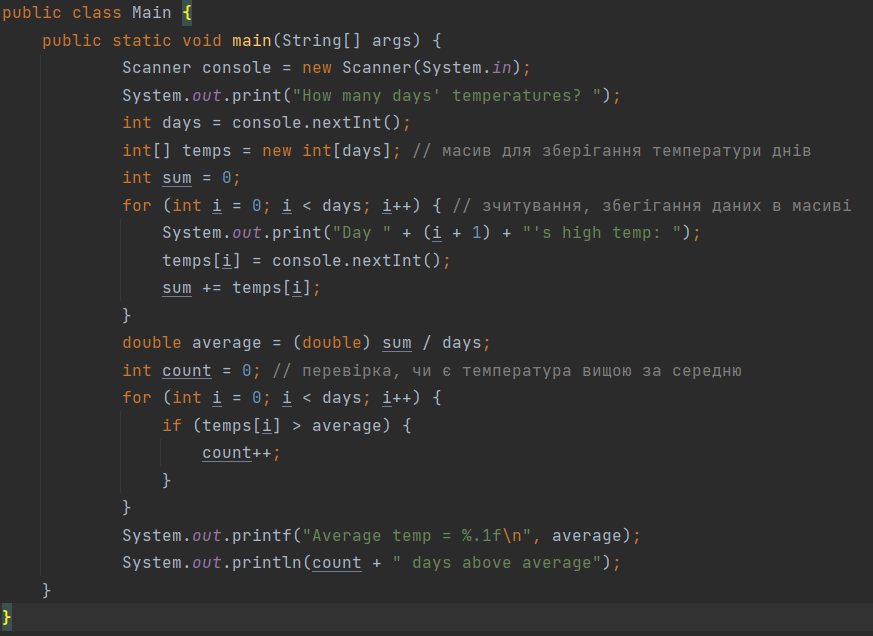 public class Main {
    public static void main(String[] args) {
            Scanner console = new Scanner(System.in);
            System.out.print("How many days' temperatures? ");
            int days = console.nextInt();
            int[] temps = new int[days]; // масив для зберігання температури днів
            int sum = 0;
            for (int i = 0; i < days; i++) { // зчитування, збегігання даних в масиві
                System.out.print("Day " + (i + 1) + "'s high temp: ");
                temps[i] = console.nextInt();
                sum += temps[i];
            }
            double average = (double) sum / days;
            int count = 0; // перевірка, чи є температура вищою за середню
            for (int i = 0; i < days; i++) {
                if (temps[i] > average) {
                    count++;
                }
            }
            System.out.printf("Average temp = %.1f\n", average);
            System.out.println(count + " days above average");
    }
}